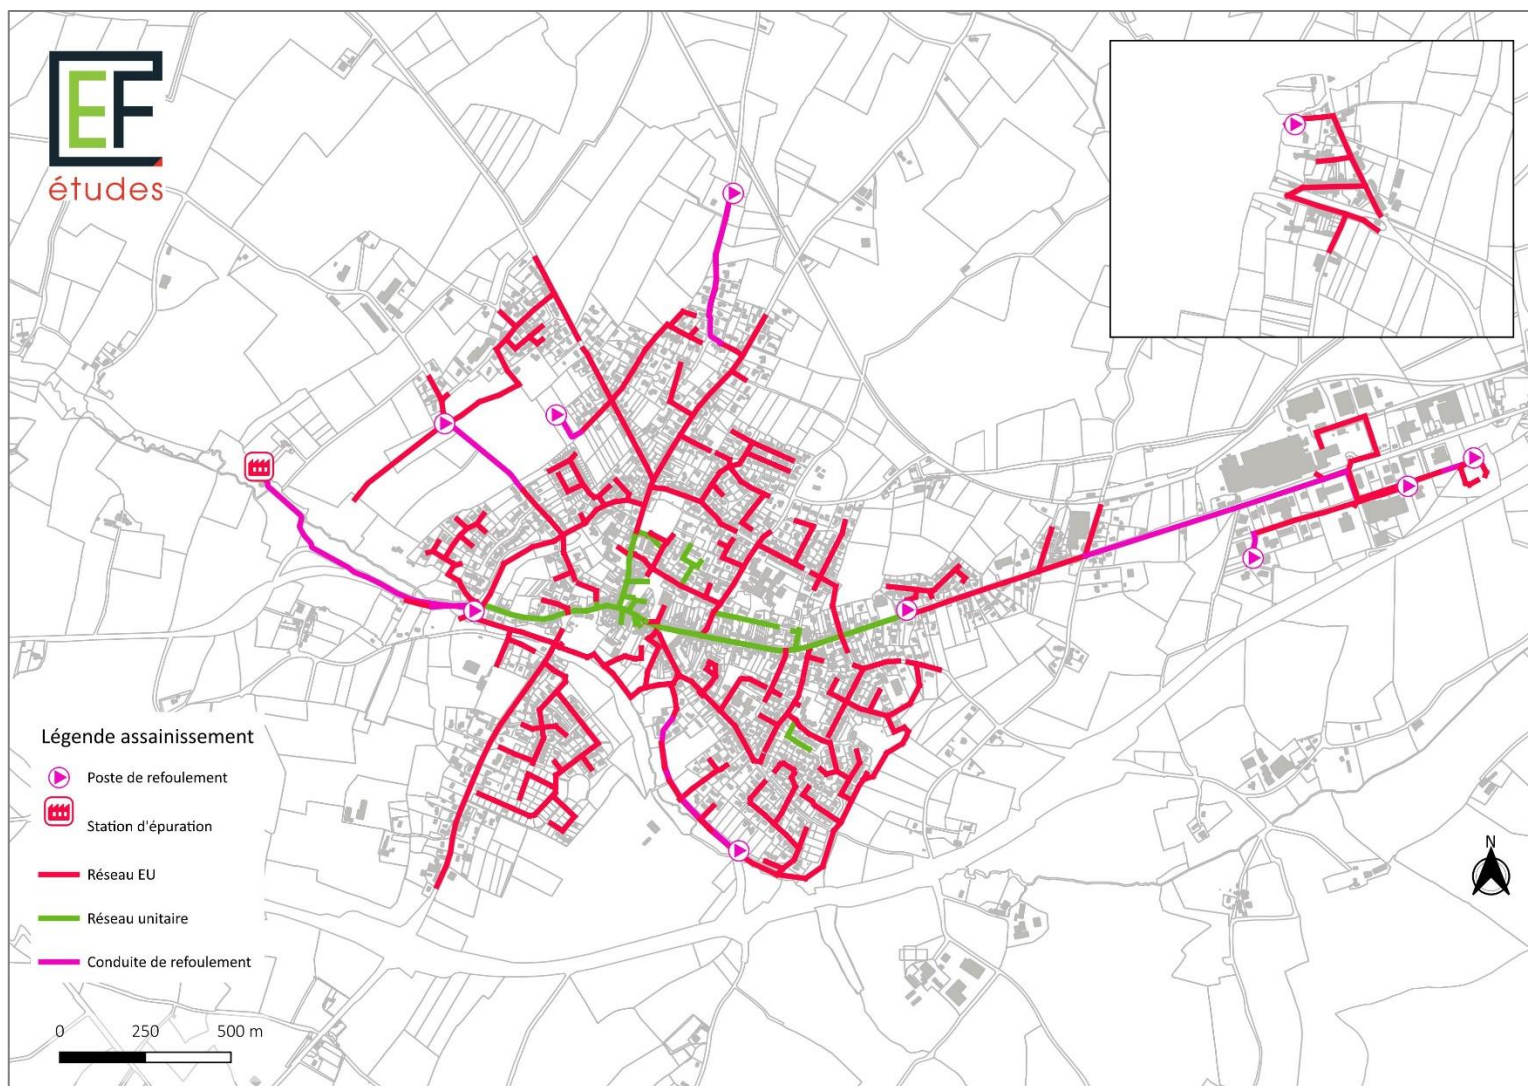 EF
études
N
Légende assainissement
Poste de refoulement
Station d'épuration
Réseau EU
Réseau unitaire
Conduite de refoulement
0 250 500 m